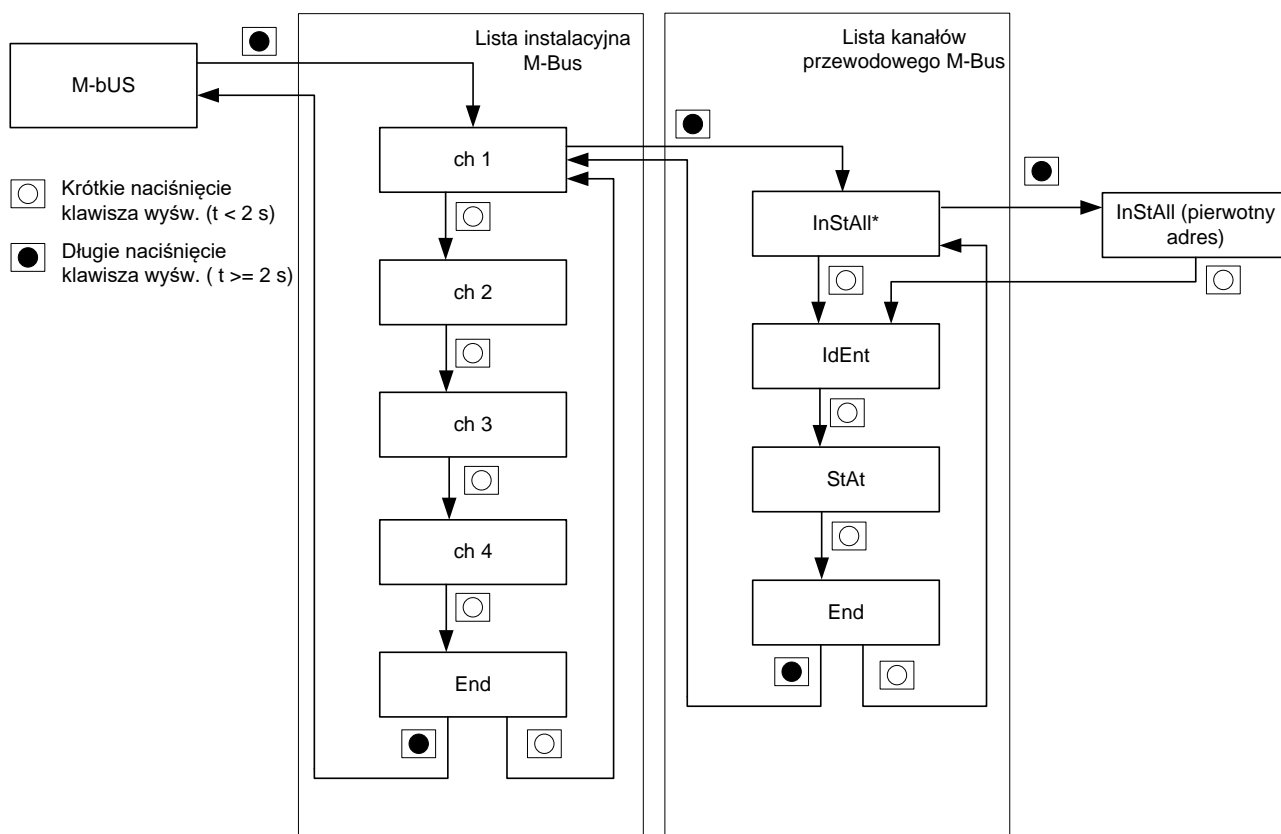 M-bUS
Krótkie naciśnięcie
klawisza wyśw. (t < 2 s)
Długie naciśnięcie
klawisza wyśw. ( t >= 2 s)
Lista instalacyjna
M-Bus
ch 1
ch 2
ch 3
ch 4
End
Lista kanałów
przewodowego M-Bus
InStAll*
IdEnt
StAt
End
InStAll (pierwotny
adres)